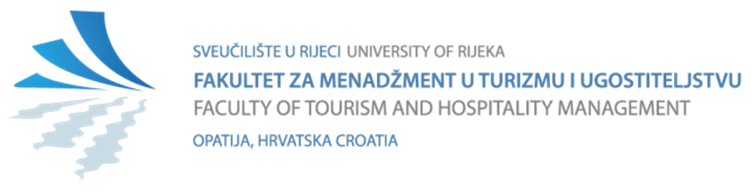 SVEUČILIŠTE U RIJECI UNIVERSITY OF RIJEKA
FAKULTET ZA MENADŽMENT U TURIZMU I UGOSTITELJSTVU
FACULTY OF TOURISM AND HOSPITALITY MANAGEMENT
OPATIJA, HRVATSKA CROATIA